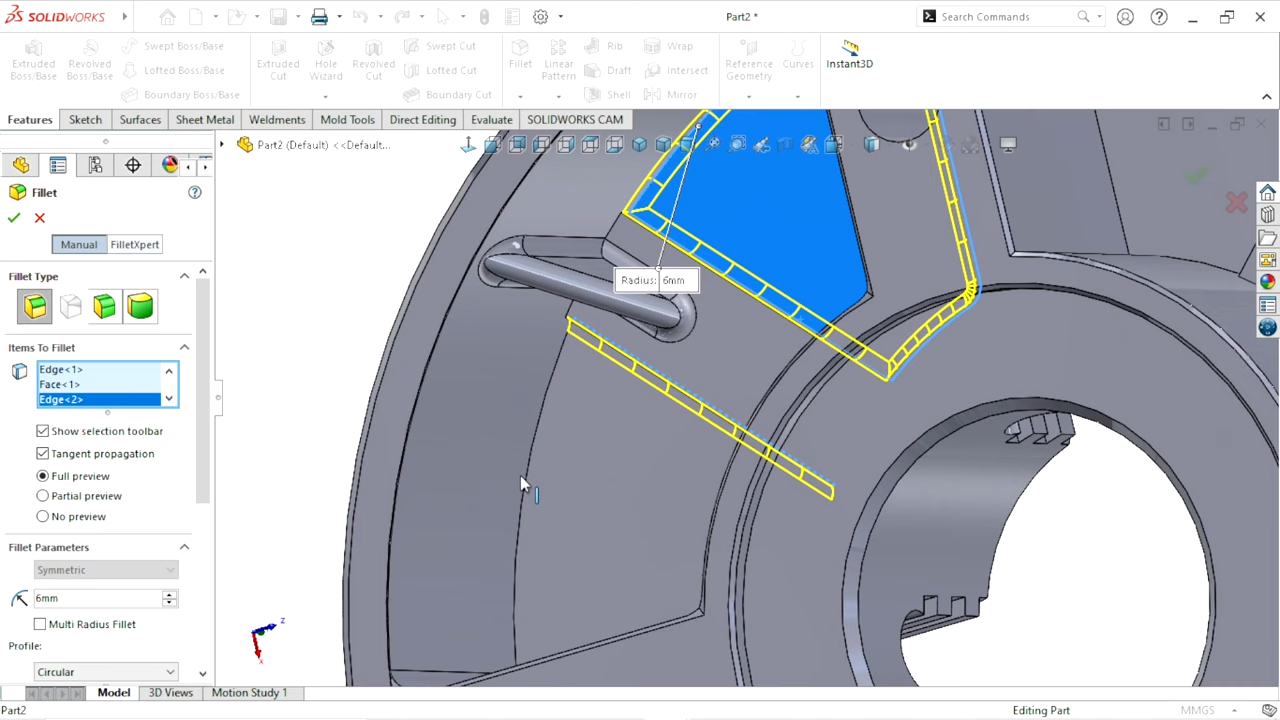 SOLIDWORKS
Part2 *
Search Commands
Extruded Boss/Base
Revolved Boss/Base
Swept Boss/Base
Lofted Boss/Base
Boundary Boss/Base
Extruded Cut
Hole Wizard
Revolved Cut
Swept Cut
Lofted Cut
Boundary Cut
Fillet
Linear Pattern
Rib
Draft
Shell
Wrap
Intersect
Mirror
Reference Geometry
Curves
Instant3D
Features
Sketch
Surfaces
Sheet Metal
Weldments
Mold Tools
Direct Editing
Evaluate
SOLIDWORKS CAM
Part2 (Default) <<Default...
Fillet
Manual
FilletXpert
Fillet Type
Items To Fillet
Edge<1>
Face<1>
Edge<2>
Show selection toolbar
Tangent propagation
Full preview
Partial preview
No preview
Fillet Parameters
Symmetric
6mm
Multi Radius Fillet
Profile:
Circular
Radius: 6mm
z
x
Model
3D Views
Motion Study 1
Part2
Editing Part
MMGS